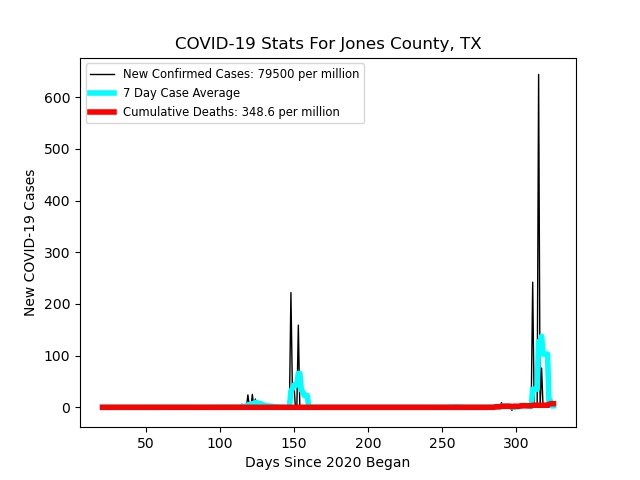 COVID-19 Stats For Jones County, TX
New Confirmed Cases: 79500 per million
7 Day Case Average
Cumulative Deaths: 348.6 per million
New COVID-19 Cases
600
500
400
300
200
100
0
50
100
150
200
250
300
Days Since 2020 Began